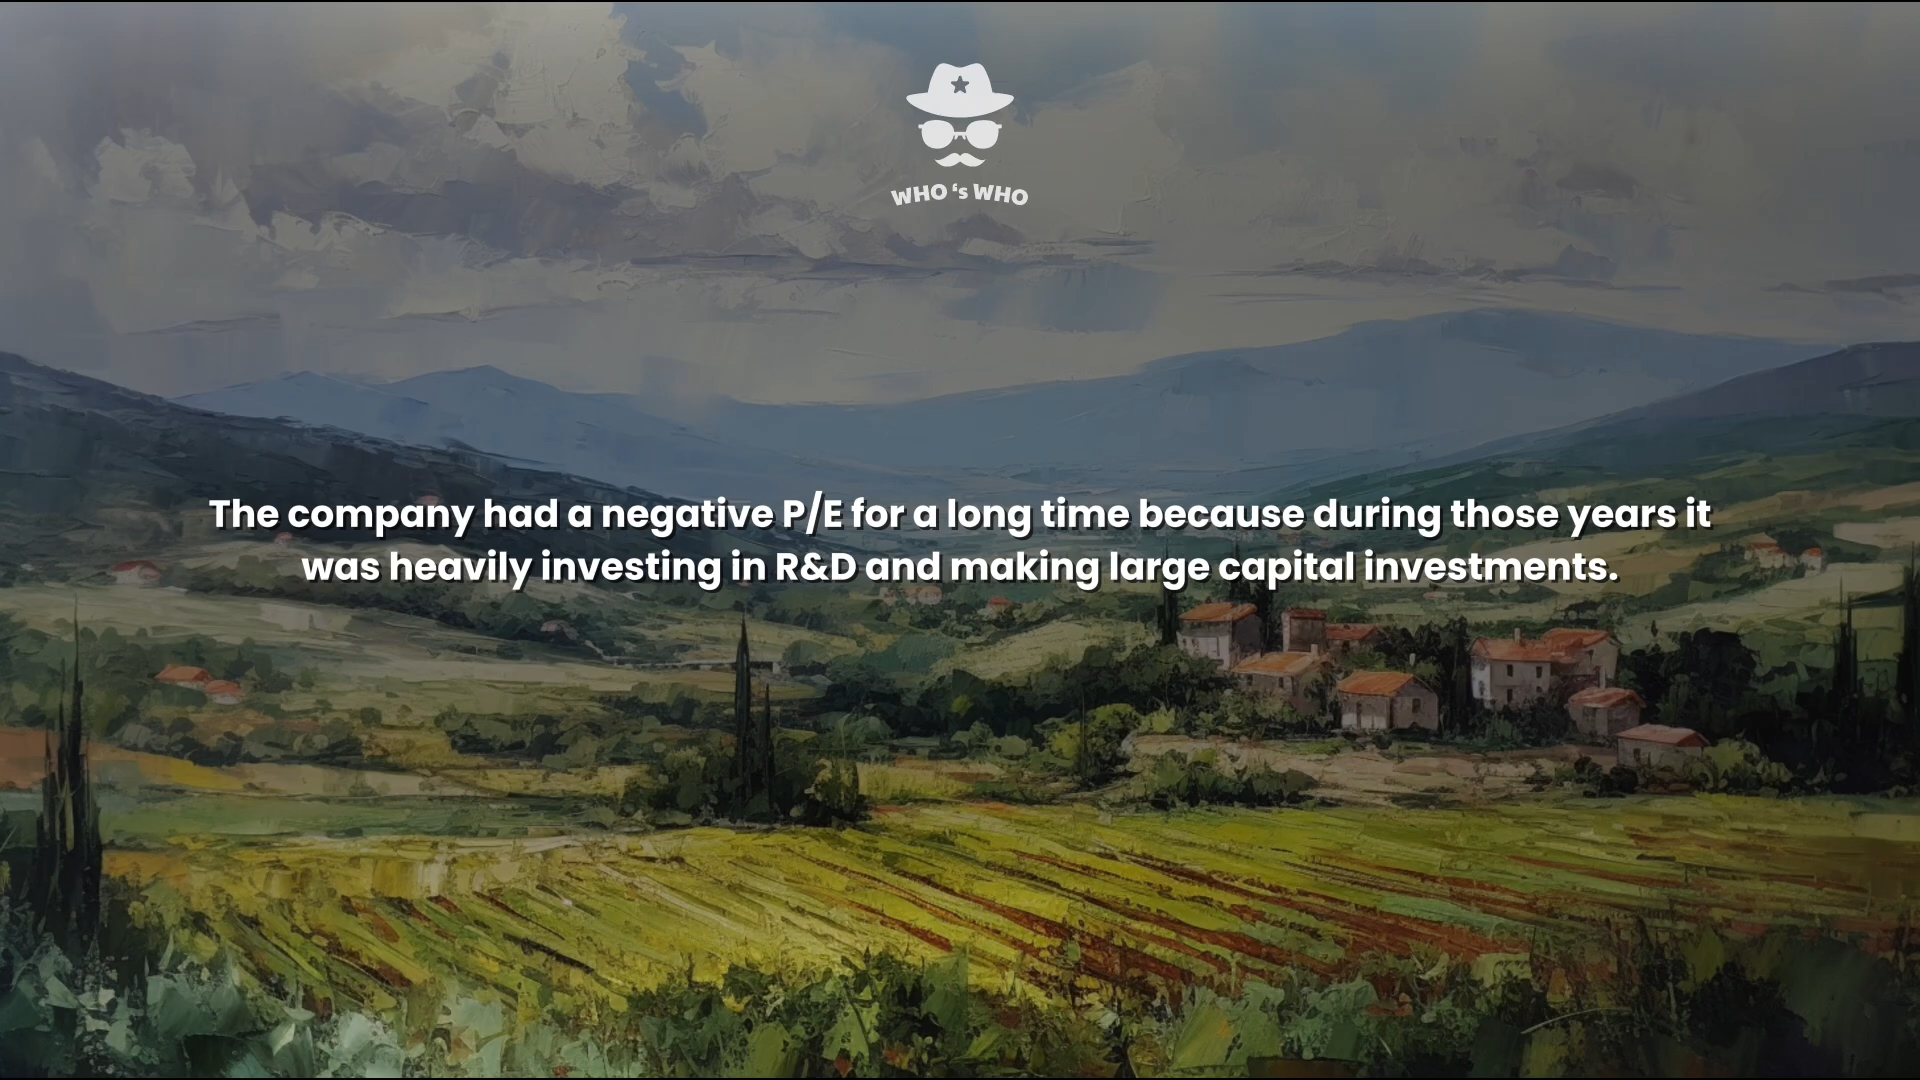 WHO 's WHO
The company had a negative P/E for a long time because during those years it
was heavily investing in R&D and making large capital investments.